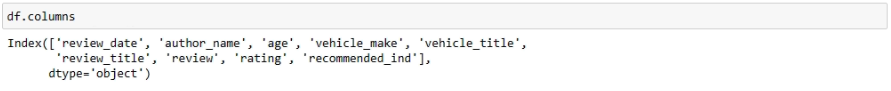 df.columns
Index(['review_date', 'author_name', 'age', 'vehicle_make', 'vehicle_title',
'review_title', 'review', 'rating', 'recommended_ind'],
dtype='object')